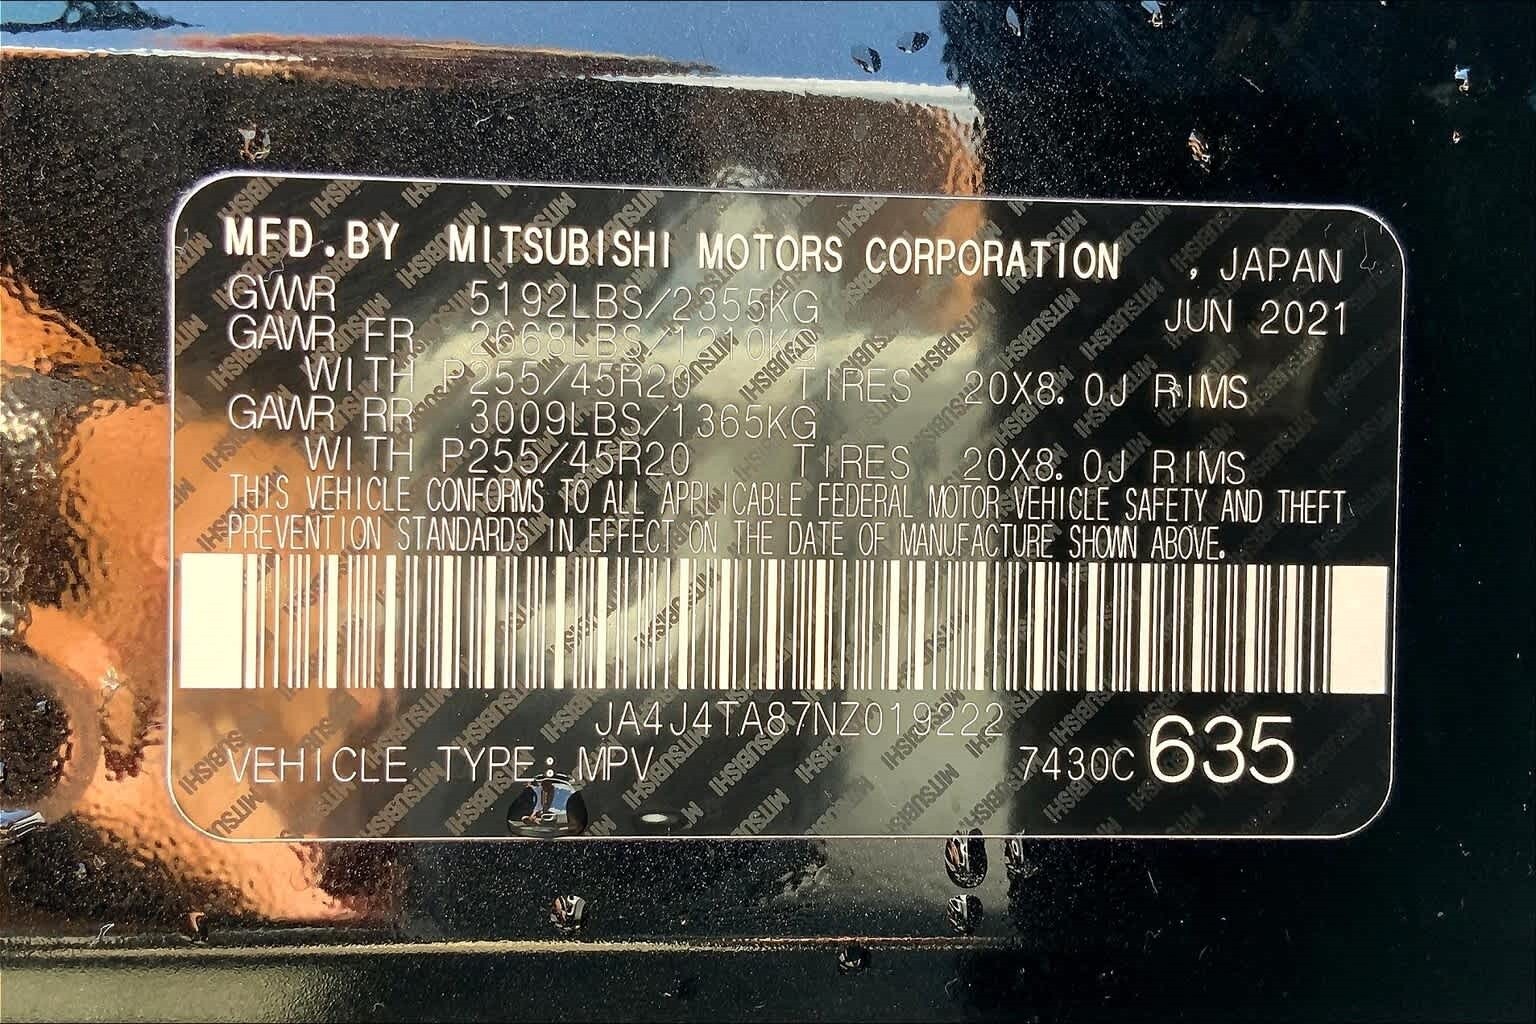 MFD.BY MITSUBISHI MOTORS CORPORATION , JAPAN
GVWR 5192LBS/2355KG JUN 2021
GAWR FR 2668LBS/1210KG
WITH P255/45R20 TIRES 20X8.0J RIMS
GAWR RR 3009LBS/1365KG
WITH P255/45R20 TIRES 20X8.0J RIMS
THIS VEHICLE CONFORMS TO ALL APPLICABLE FEDERAL MOTOR VEHICLE SAFETY AND THEFT
PREVENTION STANDARDS IN EFFECT ON THE DATE OF MANUFACTURE SHOWN ABOVE.
JA4J4TA87NZ019222
VEHICLE TYPE: MPV 7430C 635